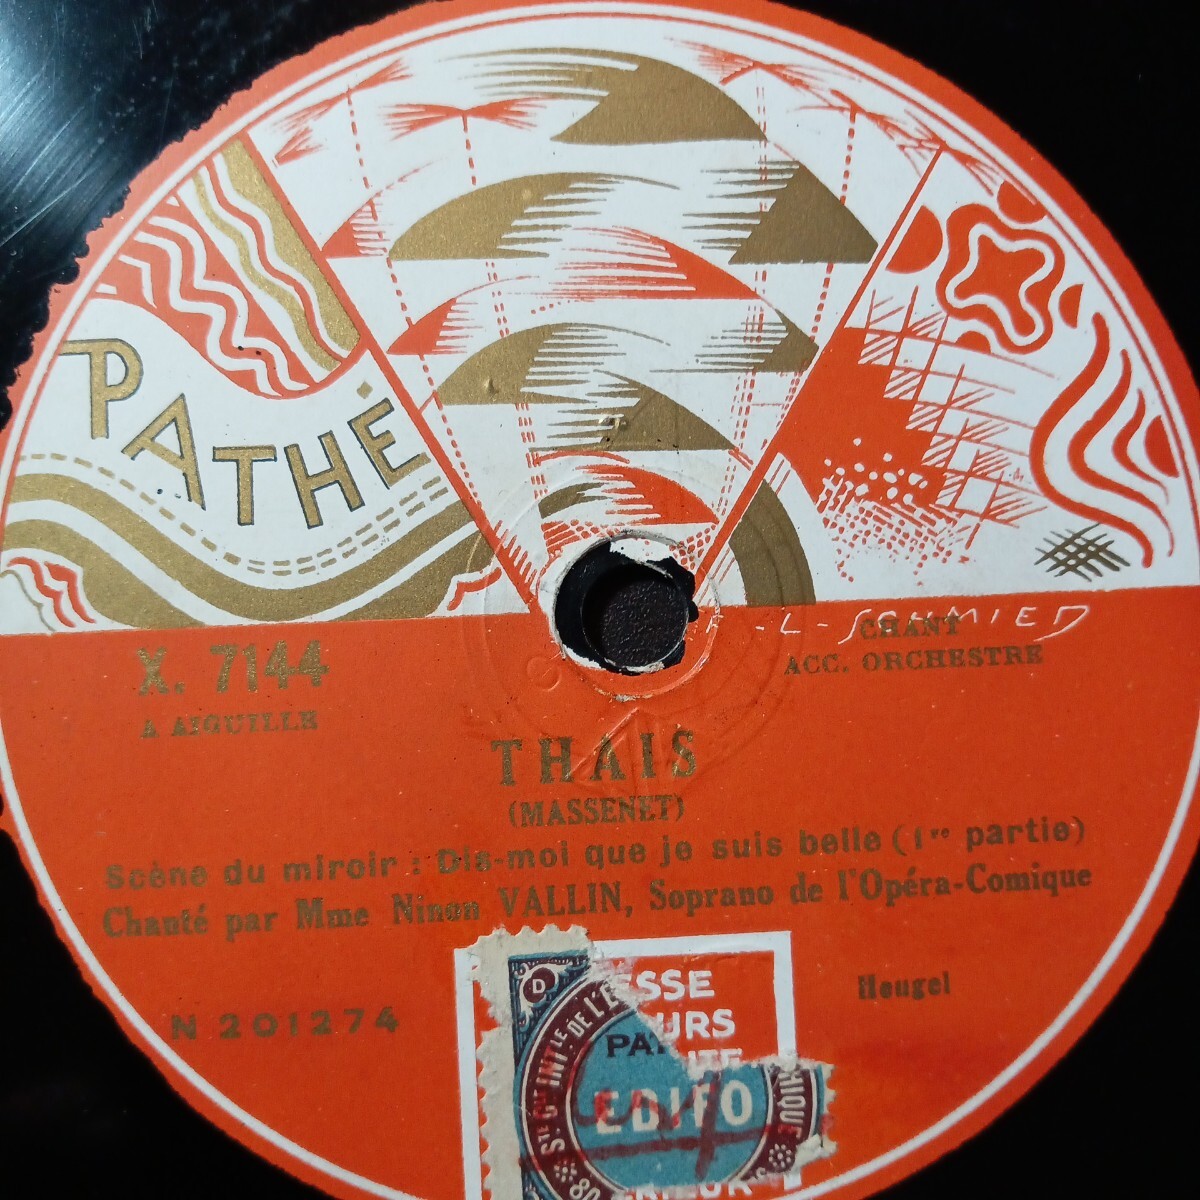 PATHÉ
F-L-SCHMIED
X. 7144
A AIGUILLE
CHANT
ACC. ORCHESTRE
THAIS
(MASSENET)
Scène du miroir : Dis-moi que je suis belle (1re partie)
Chanté par Mme Ninon VALLIN, Soprano de l'Opéra-Comique
Heugel
N 201274
D
EDIFO